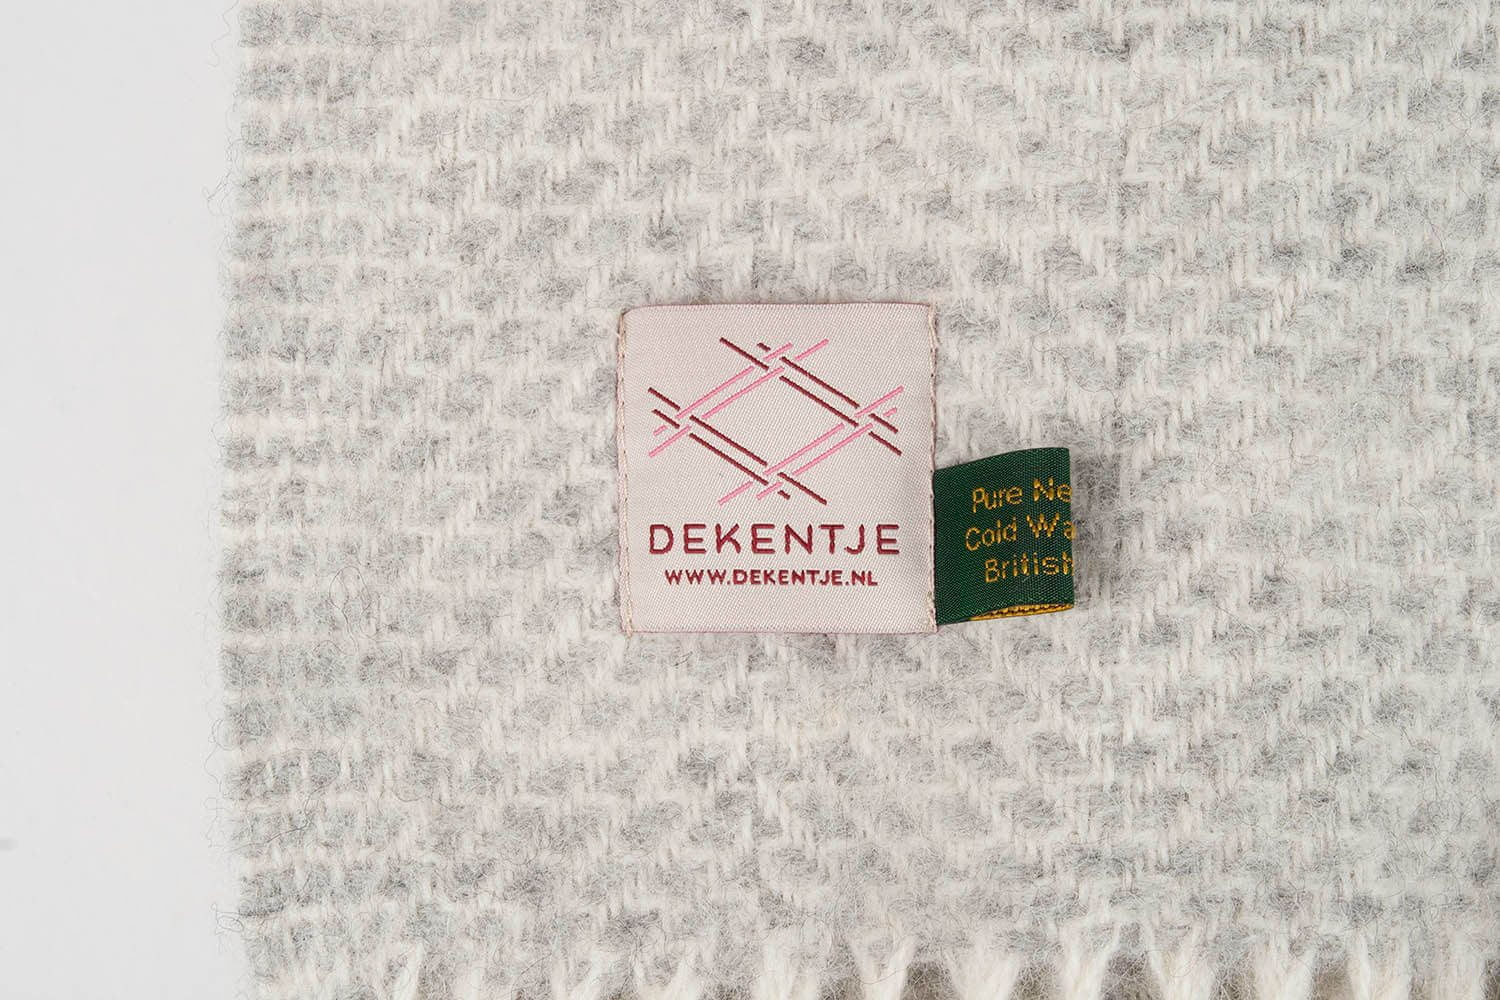 DEKENTJE
WWW.DEKENTJE.NL
Pure Ne
Cold Wa
British